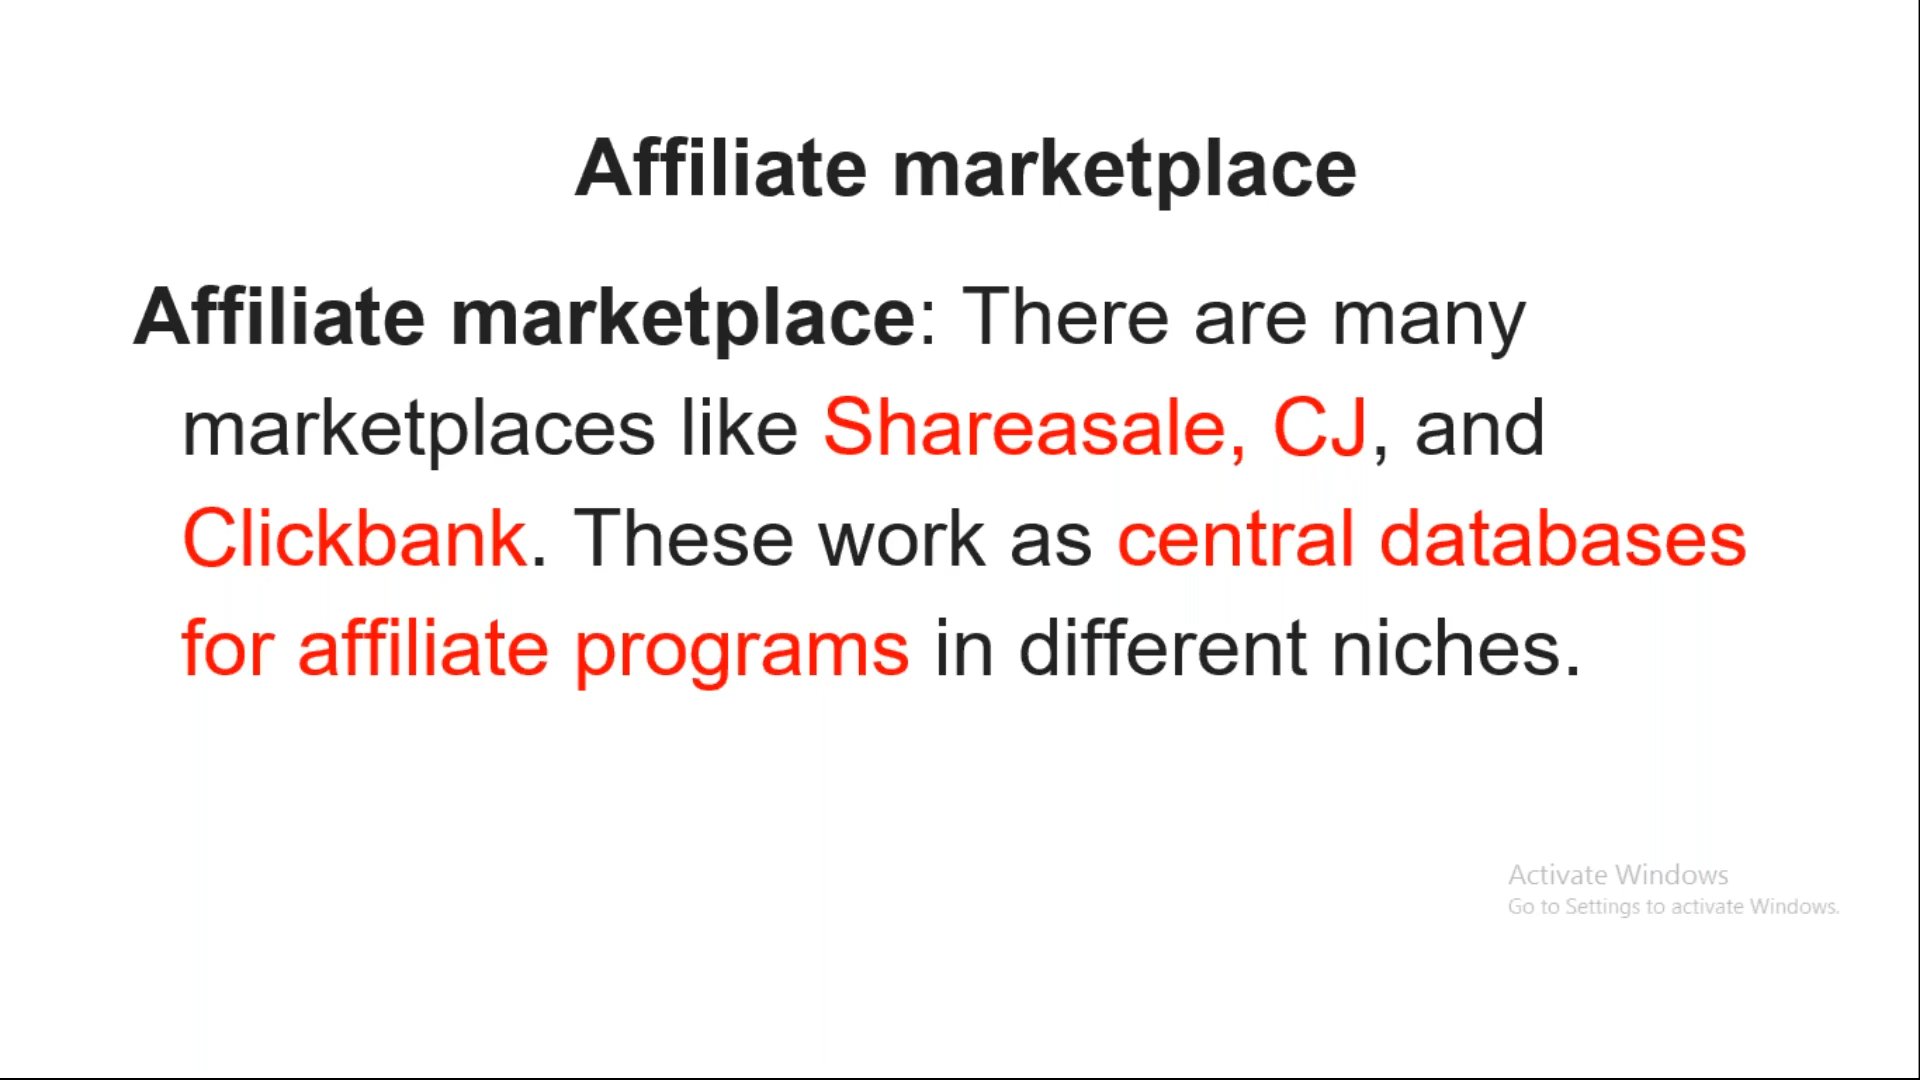 Affiliate marketplace
Affiliate marketplace: There are many
marketplaces like Shareasale, CJ, and
Clickbank. These work as central databases
for affiliate programs in different niches.
Activate Windows
Go to Settings to activate Windows.